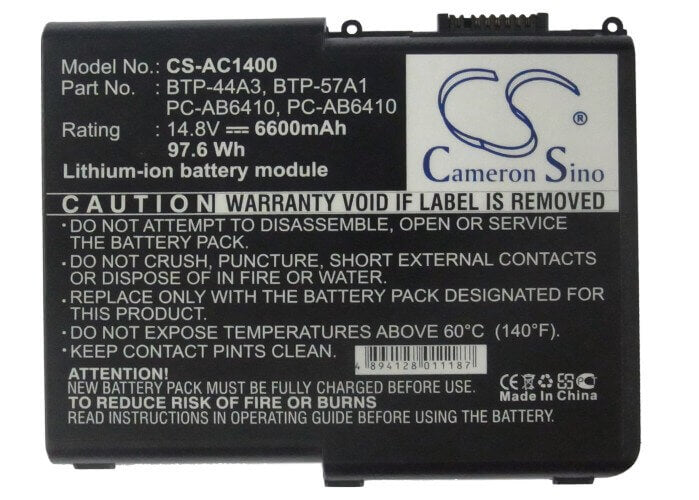 Model No.: CS-AC1400
Part No. : BTP-44A3, BTP-57A1
PC-AB6410, PC-AB6410
Rating : 14.8V ⎓ 6600mAh
97.6 Wh
Lithium-ion battery module
CS
®
Cameron Sino
CAUTION WARRANTY VOID IF LABEL IS REMOVED
•DO NOT ATTEMPT TO DISASSEMBLE, OPEN OR SERVICE
THE BATTERY PACK.
•DO NOT CRUSH, PUNCTURE, SHORT EXTERNAL CONTACTS
OR DISPOSE OF IN FIRE OR WATER.
•REPLACE ONLY WITH THE BATTERY PACK DESIGNATED FOR
THIS PRODUCT.
•DO NOT EXPOSE TEMPERATURES ABOVE 60°C (140°F).
•KEEP CONTACT PINTS CLEAN.
4 894128 011187
ATTENTION!
NEW BATTERY PACK MUST BE FULLY CHARGED BEFORE USE
TO REDUCE RISK OF FIRE OR BURNS
READ INSTRUCTIONS IN OPERATING GUIDE BEFORE USE.
CE
Made In China